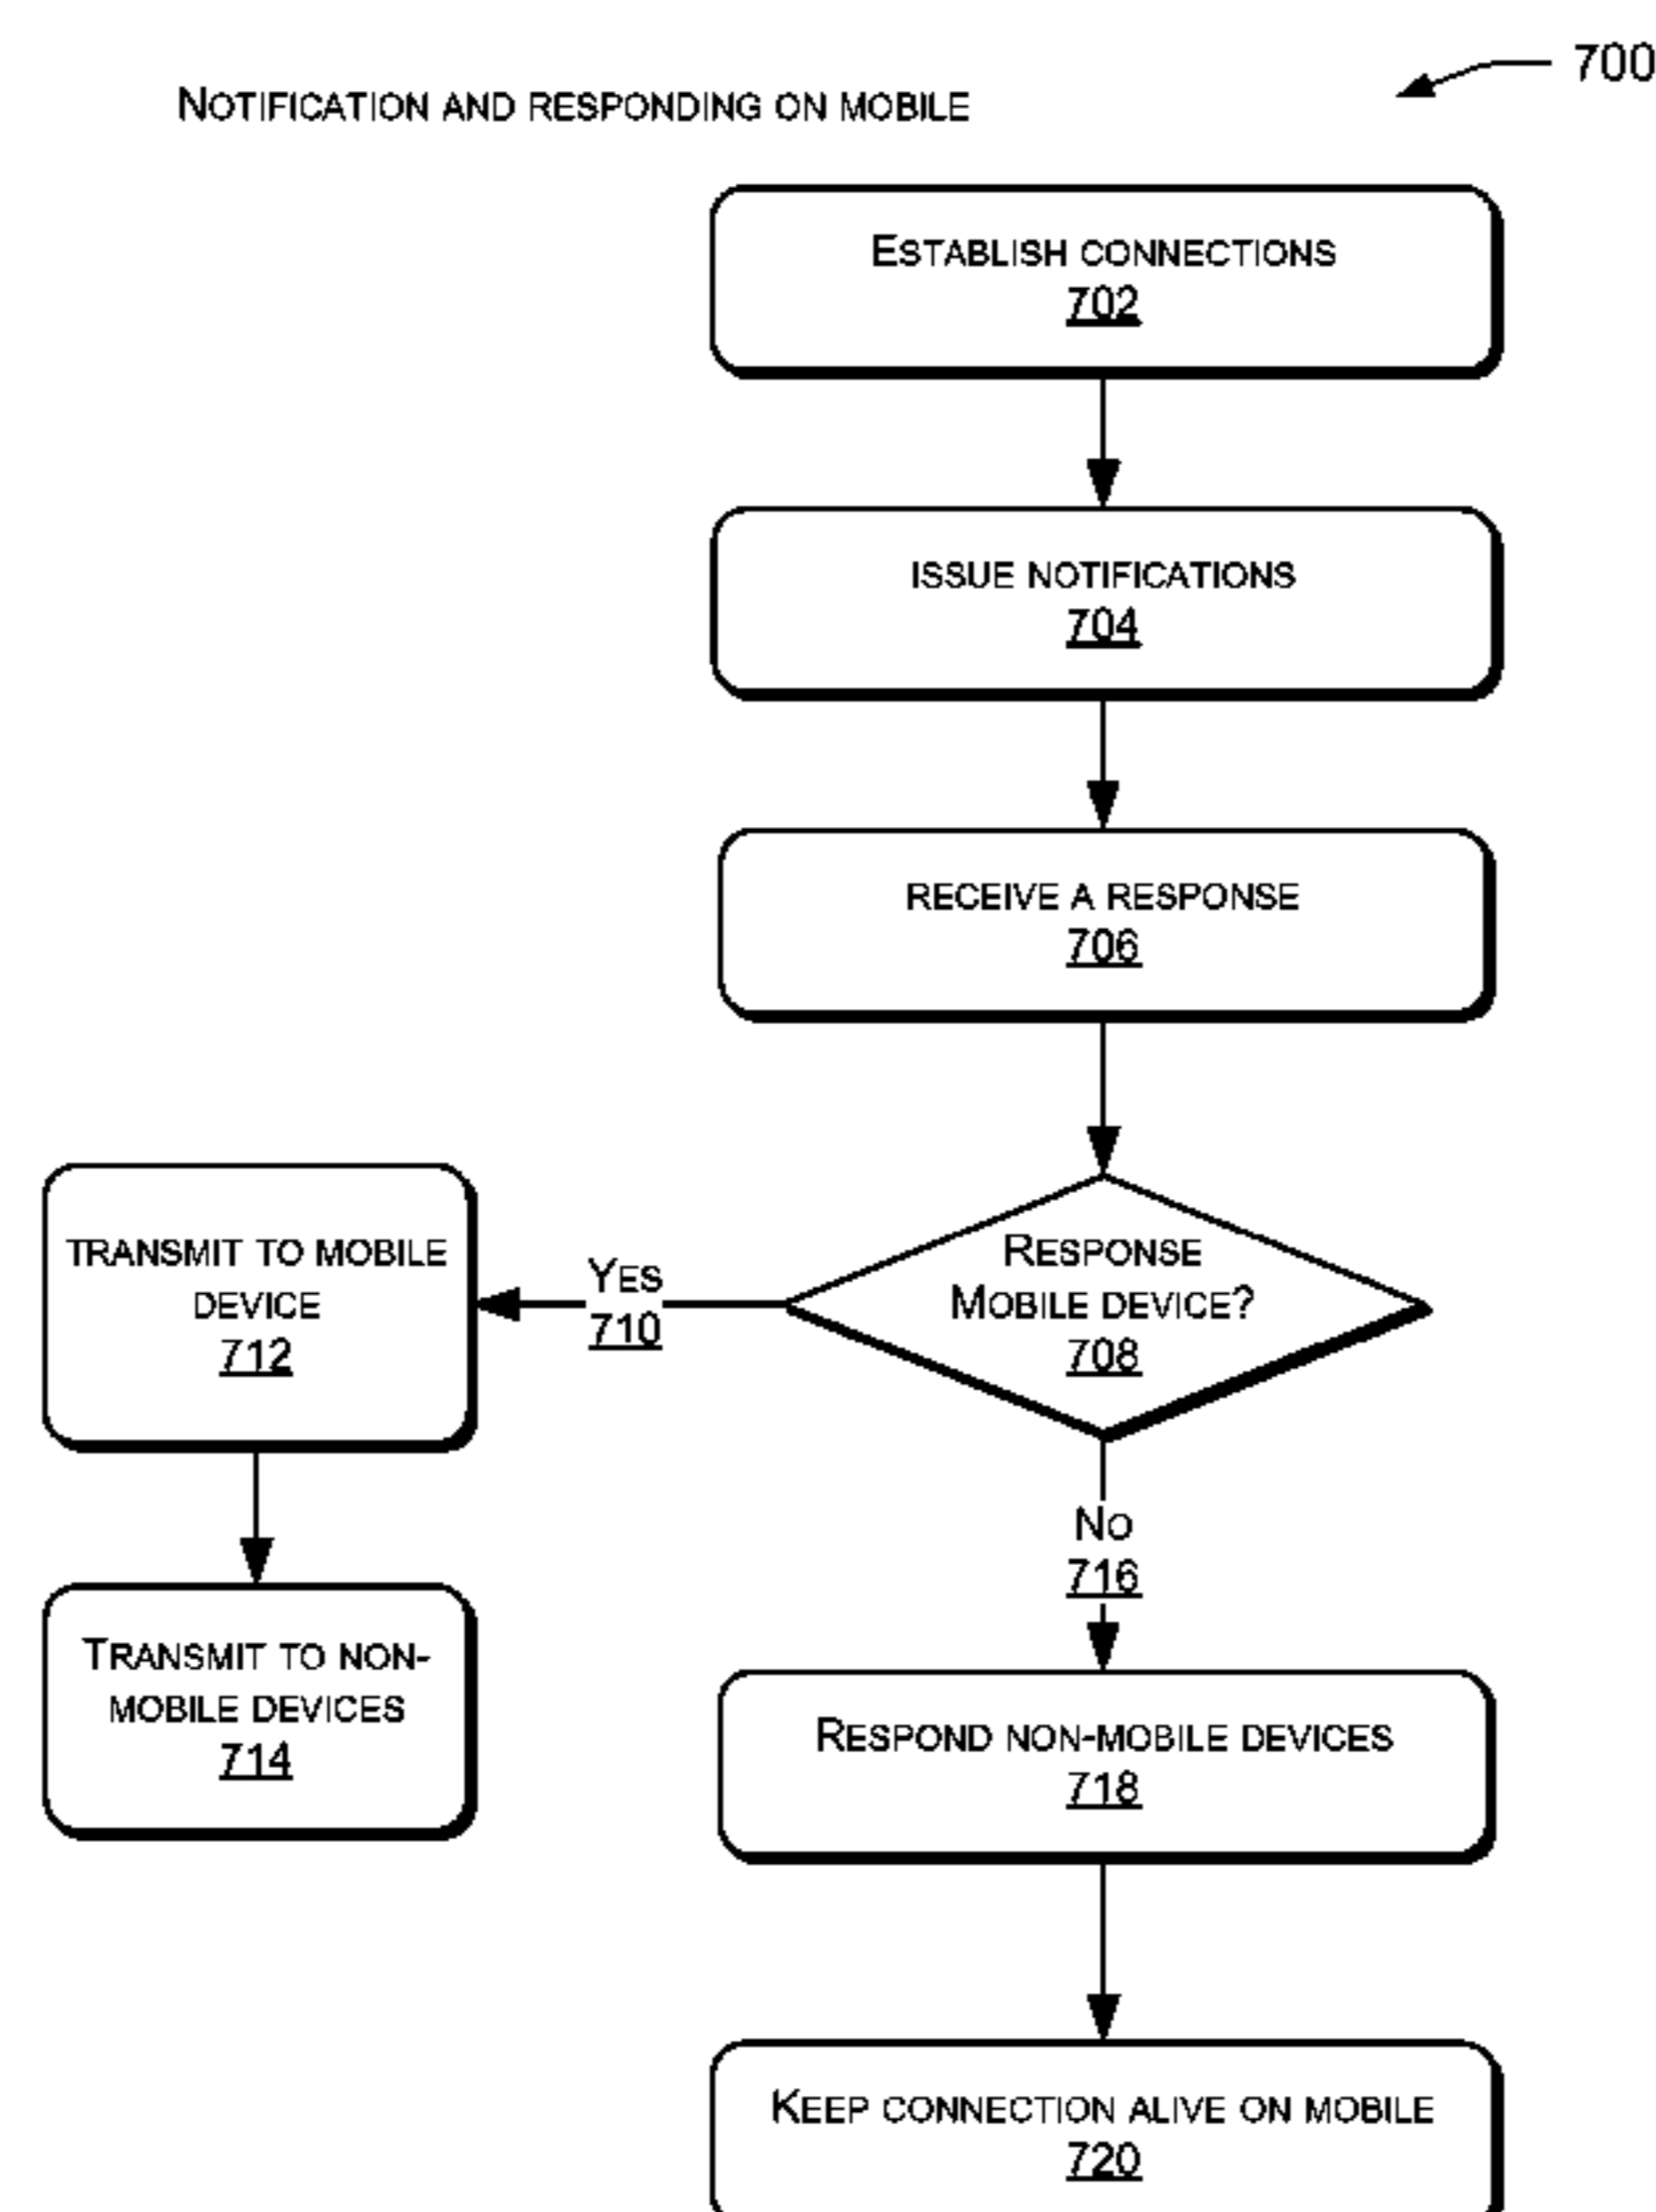 700
NOTIFICATION AND RESPONDING ON MOBILE
ESTABLISH CONNECTIONS
702
ISSUE NOTIFICATIONS
704
RECEIVE A RESPONSE
706
RESPONSE
MOBILE DEVICE?
708
YES
710
TRANSMIT TO MOBILE
DEVICE
712
TRANSMIT TO NON-
MOBILE DEVICES
714
NO
716
RESPOND NON-MOBILE DEVICES
718
KEEP CONNECTION ALIVE ON MOBILE
720